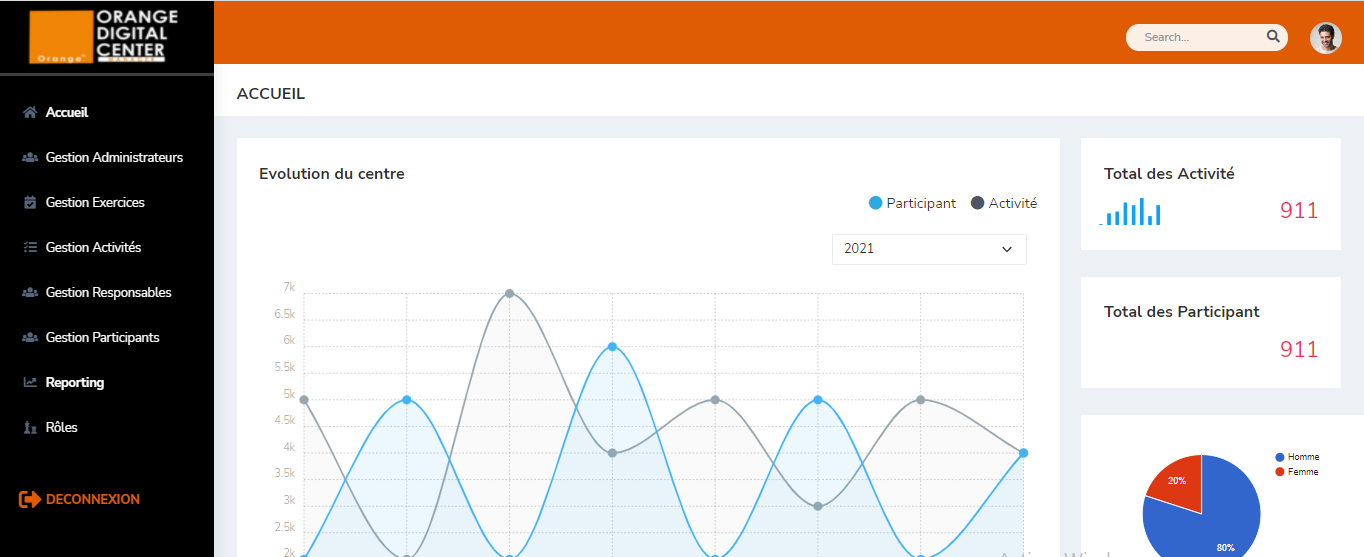 ORANGE
DIGITAL
CENTER
Orange
Search...
ACCUEIL
Accueil
Gestion Administrateurs
Gestion Exercices
Gestion Activités
Gestion Responsables
Gestion Participants
Reporting
Rôles
DECONNEXION
Evolution du centre
Participant Activité
2021
7k
6.5k
6k
5.5k
5k
4.5k
4k
3.5k
3k
2.5k
2k
Total des Activité
911
Total des Participant
911
Homme
Femme
20%
80%